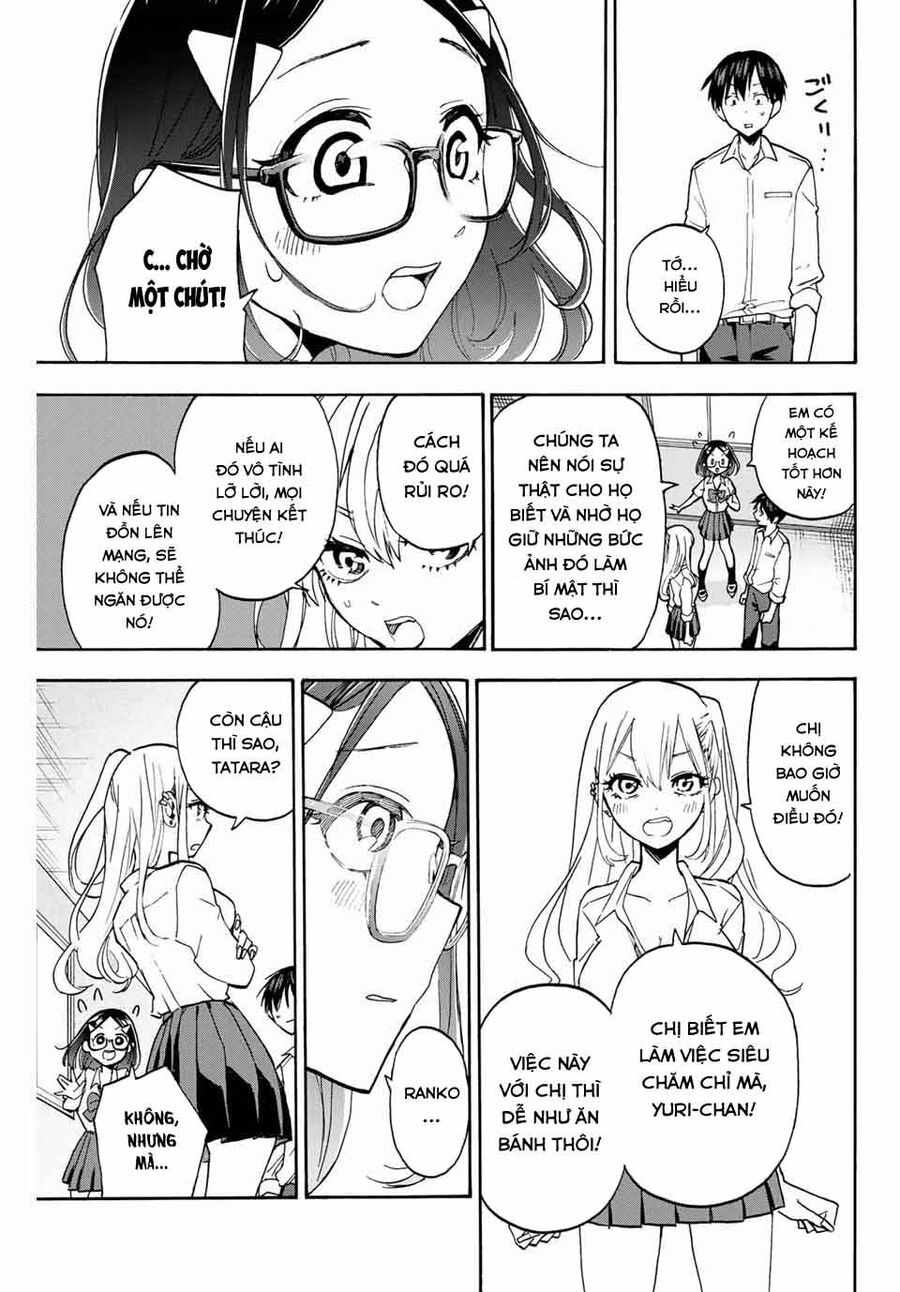 ごくり…
TỚ...
HIỂU
RỒI...
C... CHỜ
MỘT CHÚT!
EM CÓ
MỘT KẾ
HOẠCH
TỐT HƠN
NÀY!
CHÚNG TA
NÊN NÓI SỰ
THẬT CHO HỌ
BIẾT VÀ NHỜ HỌ
GIỮ NHỮNG BỨC
ẢNH ĐÓ LÀM
BÍ MẬT THÌ
SAO...
CÁCH
ĐÓ QUÁ
RỦI RO!
NẾU AI
ĐÓ VÔ TÌNH
LỠ LỜI, MỌI
CHUYỆN KẾT
THÚC!
VÀ NẾU TIN
ĐỒN LÊN
MẠNG, SẼ
KHÔNG THỂ
NGĂN ĐƯỢC
NÓ!
CHỊ
KHÔNG
BAO GIỜ
MUỐN
ĐIỀU ĐÓ!
CHỊ BIẾT EM
LÀM VIỆC SIÊU
CHĂM CHỈ MÀ,
YURI-CHAN!
VIỆC NÀY
VỚI CHỊ THÌ
DỄ NHƯ ĂN
BÁNH THÔI!
RANKO
...
CÒN CẬU
THÌ SAO,
TATARA?
KHÔNG,
NHƯNG
MÀ...